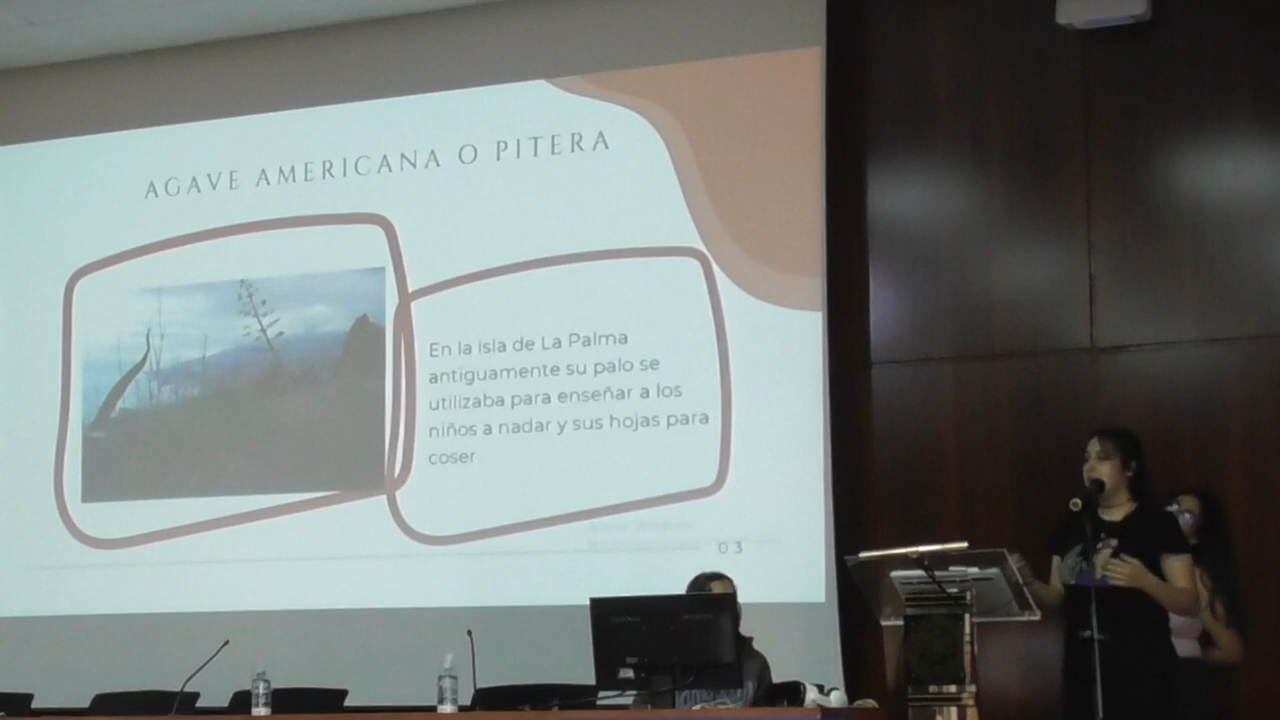 AGAVE AMERICANA O PITERA
En la isla de La Palma
antiguamente su palo se
utilizaba para enseñar a los
niños a nadar y sus hojas para
coser
03